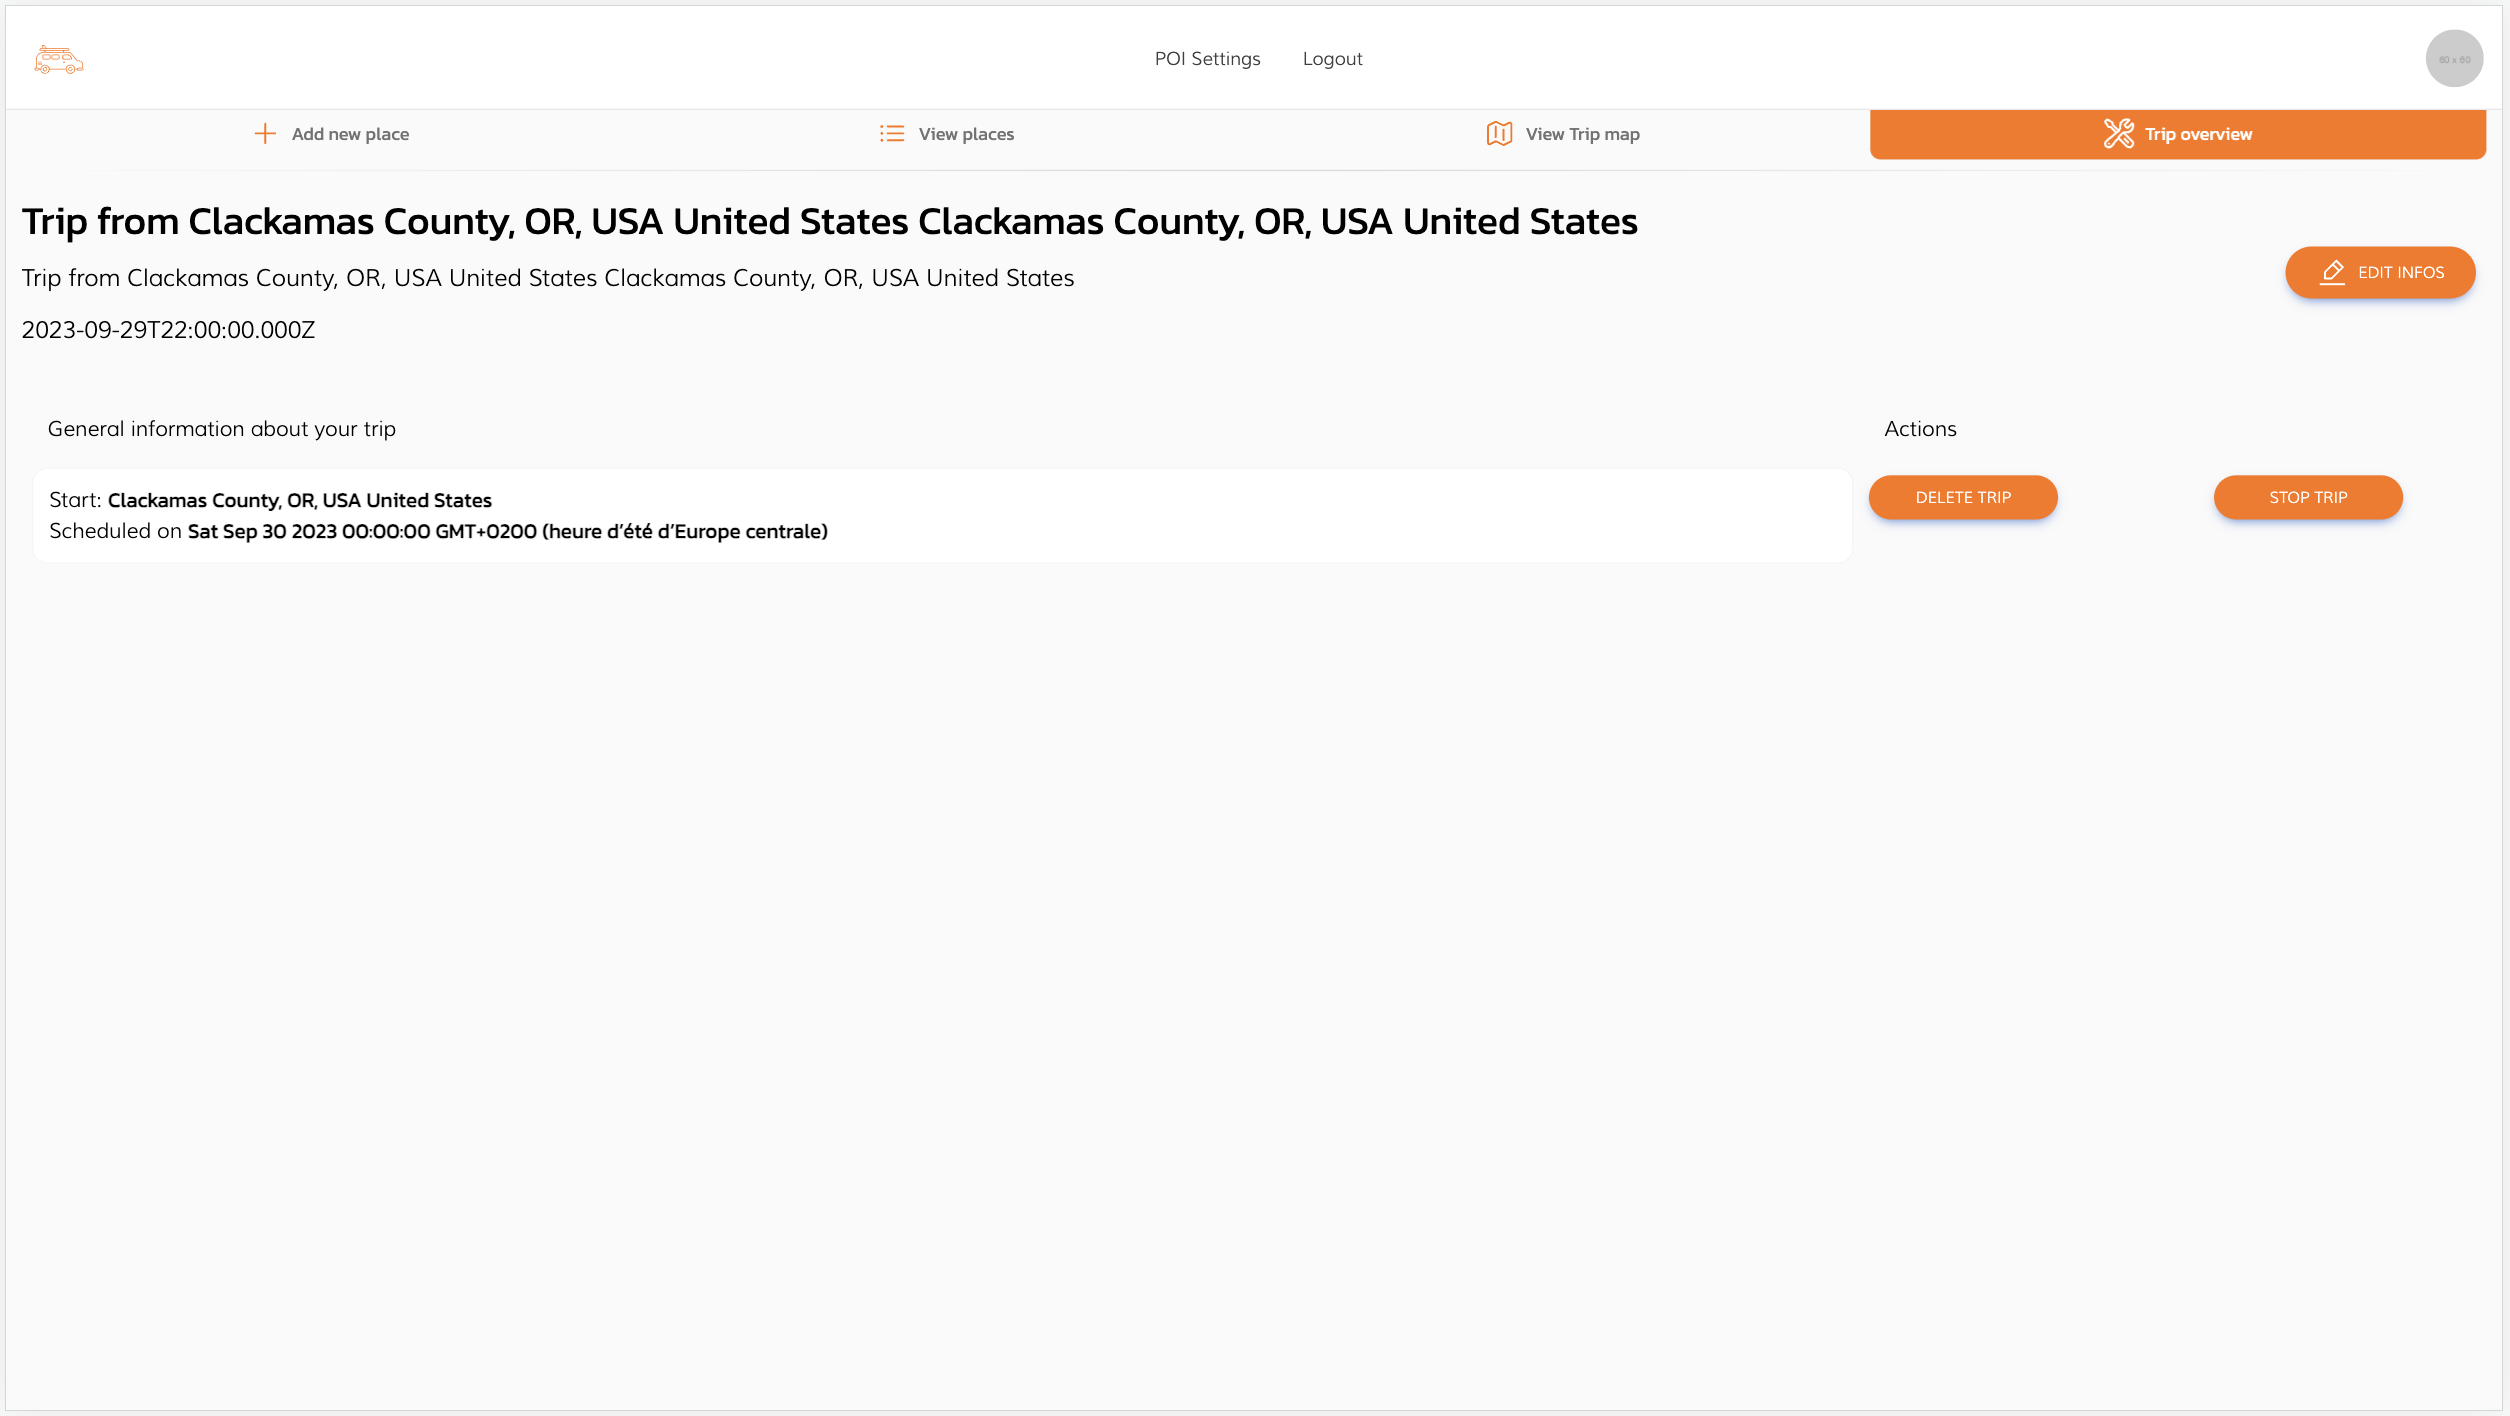 POI Settings
Logout
60 x 60
Add new place
View places
View Trip map
Trip overview
Trip from Clackamas County, OR, USA United States Clackamas County, OR, USA United States
Trip from Clackamas County, OR, USA United States Clackamas County, OR, USA United States
EDIT INFOS
2023-09-29T22:00:00.000Z
General information about your trip
Actions
Start: Clackamas County, OR, USA United States
Scheduled on Sat Sep 30 2023 00:00:00 GMT+0200 (heure d’été d’Europe centrale)
DELETE TRIP
STOP TRIP